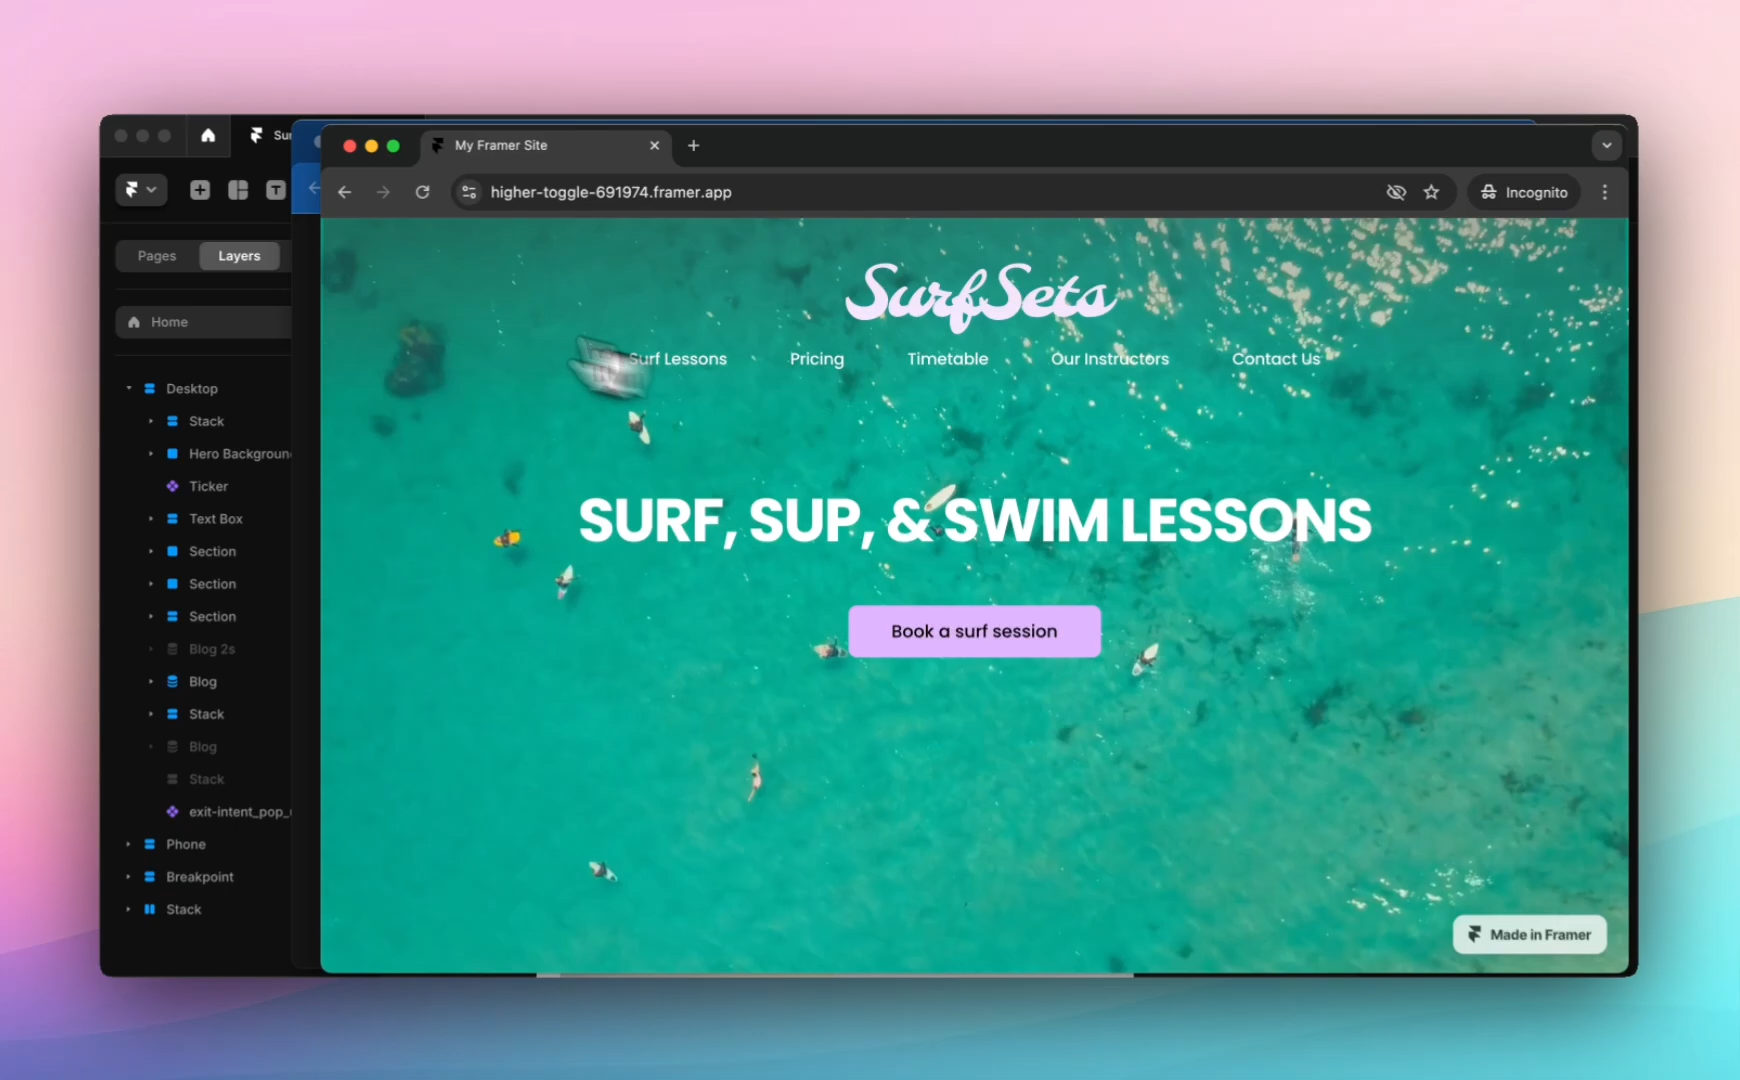 Sur
My Framer Site
higher-toggle-691974.framer.app
Incognito
Pages
Layers
Home
Desktop
Stack
Hero Background
Ticker
Text Box
Section
Section
Section
Blog 2s
Blog
Stack
Blog
Stack
exit-intent_pop_
Phone
Breakpoint
Stack
SurfSets
Surf Lessons
Pricing
Timetable
Our Instructors
Contact Us
SURF, SUP, & SWIM LESSONS
Book a surf session
Made in Framer